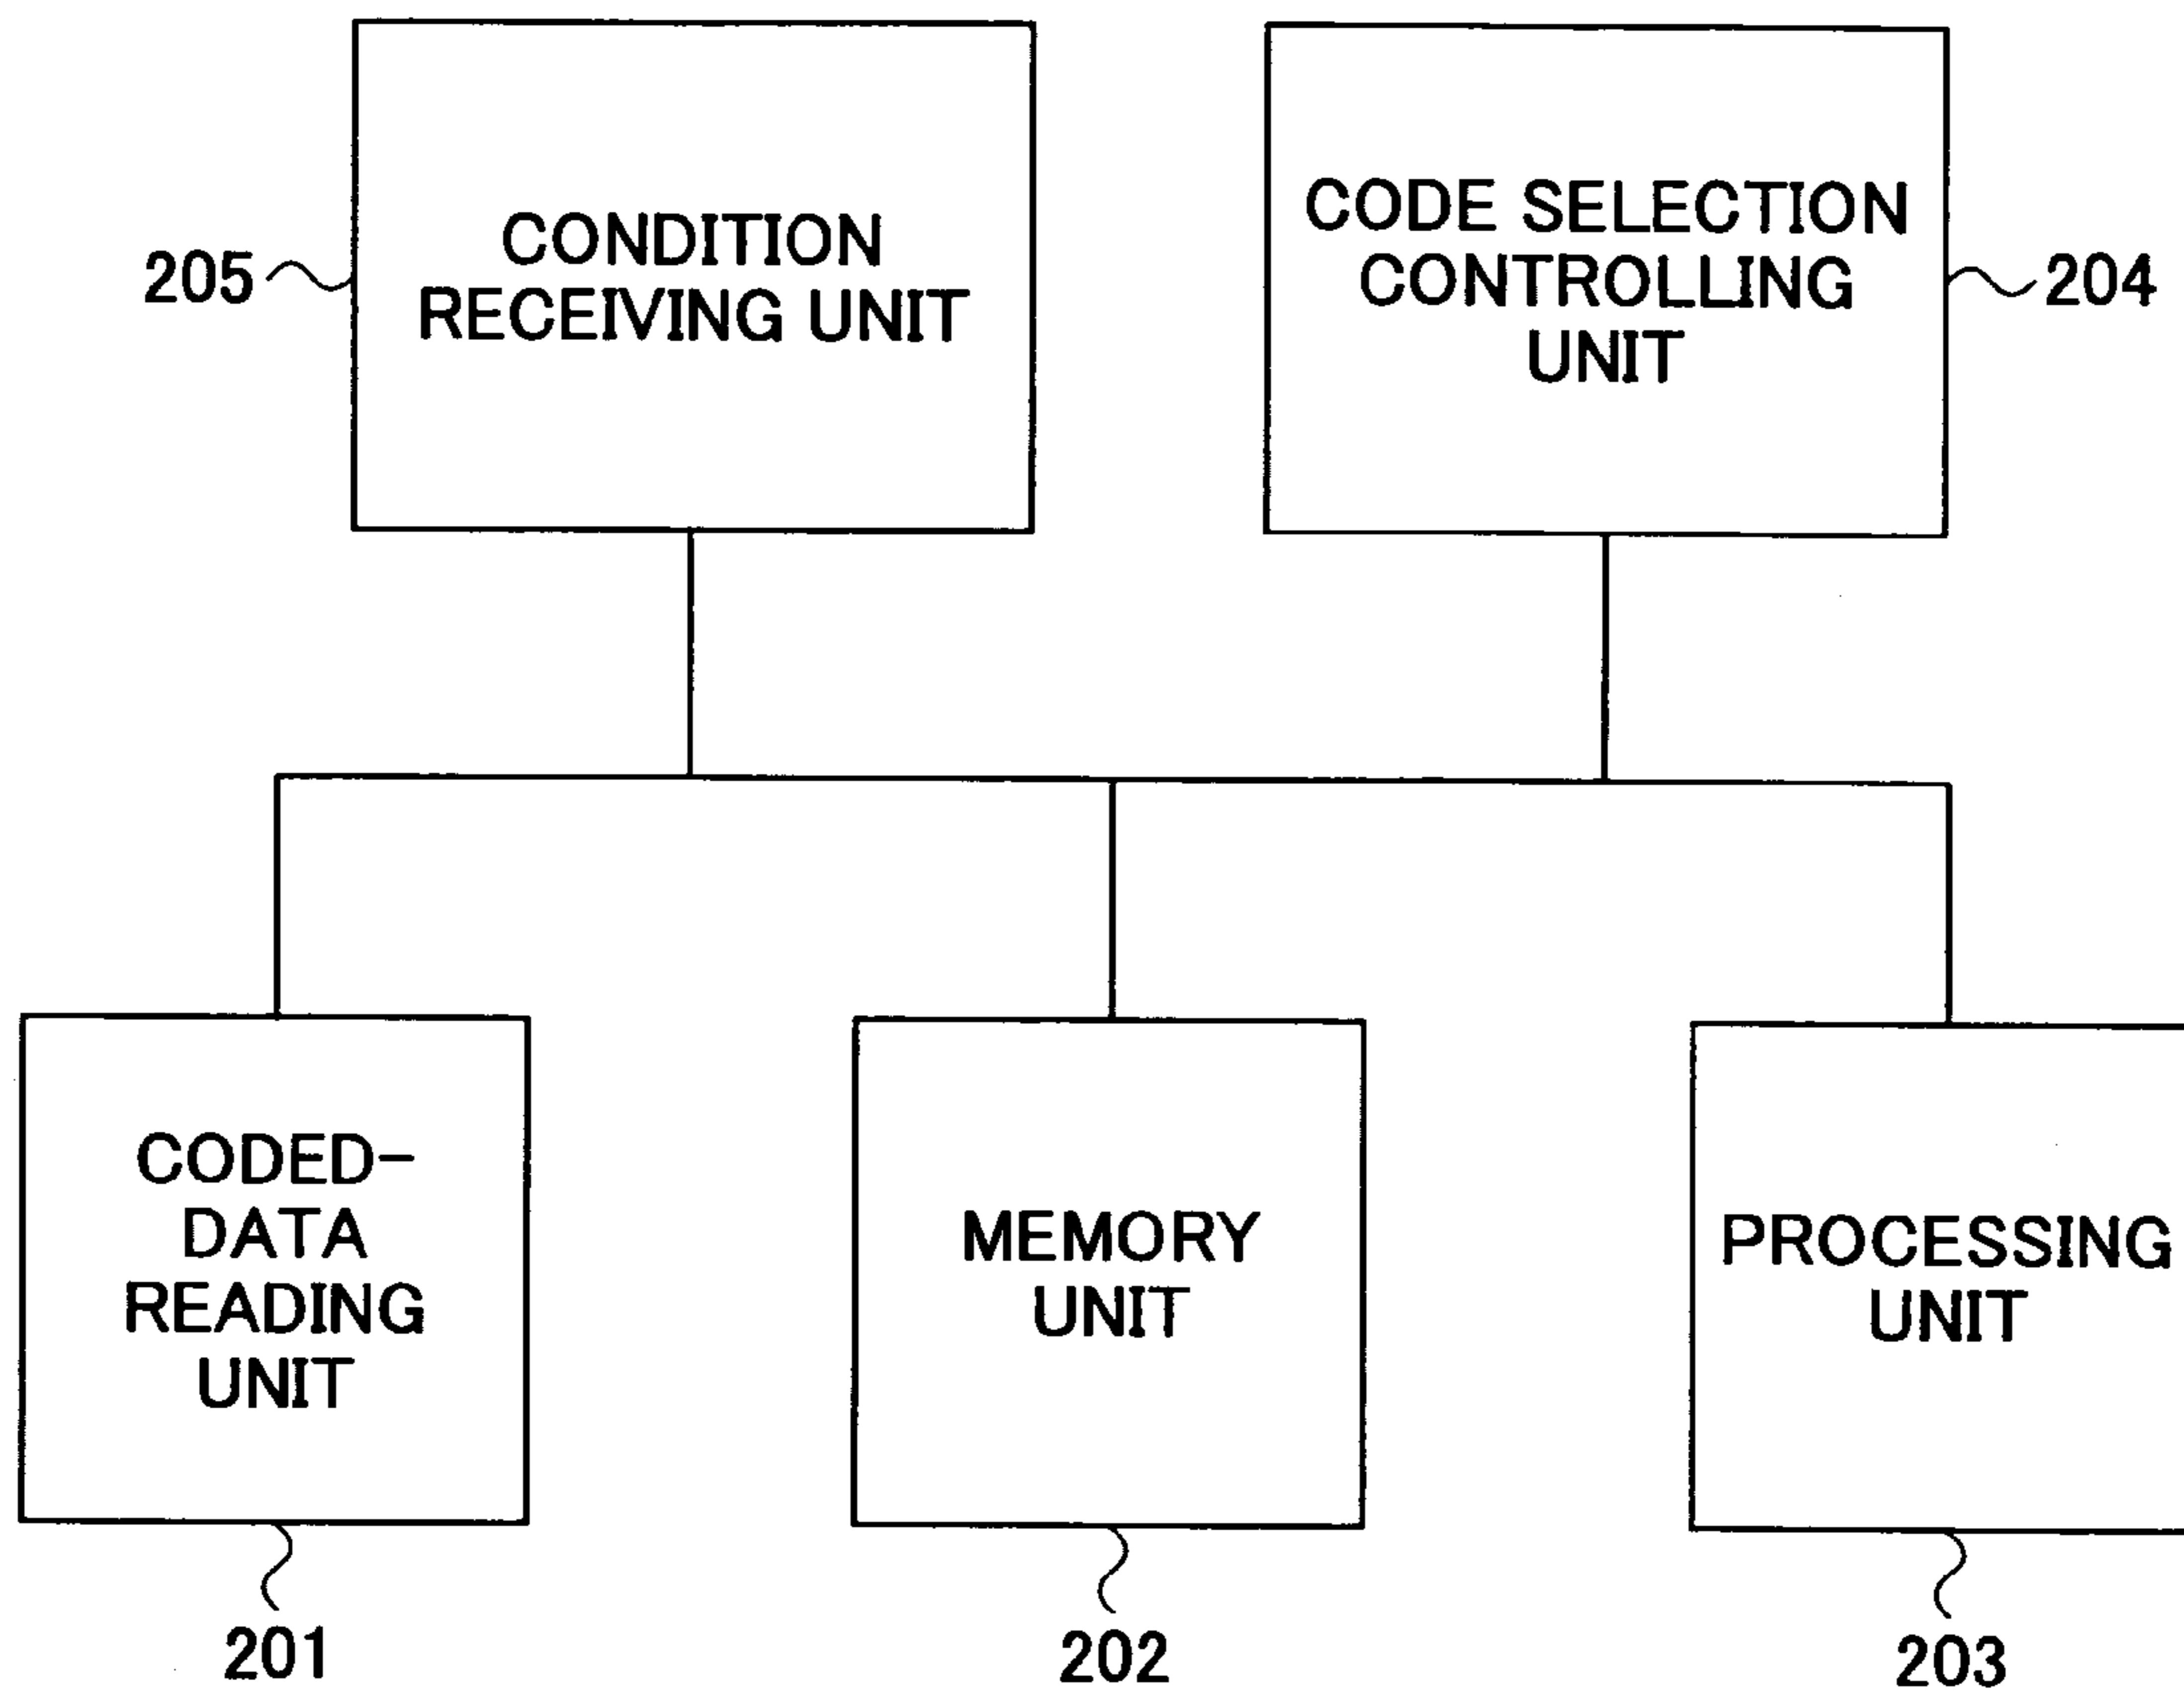 205
CONDITION
RECEIVING UNIT
CODE SELECTION
CONTROLLING
UNIT
204
CODED-
DATA
READING
UNIT
MEMORY
UNIT
PROCESSING
UNIT
201
202
203